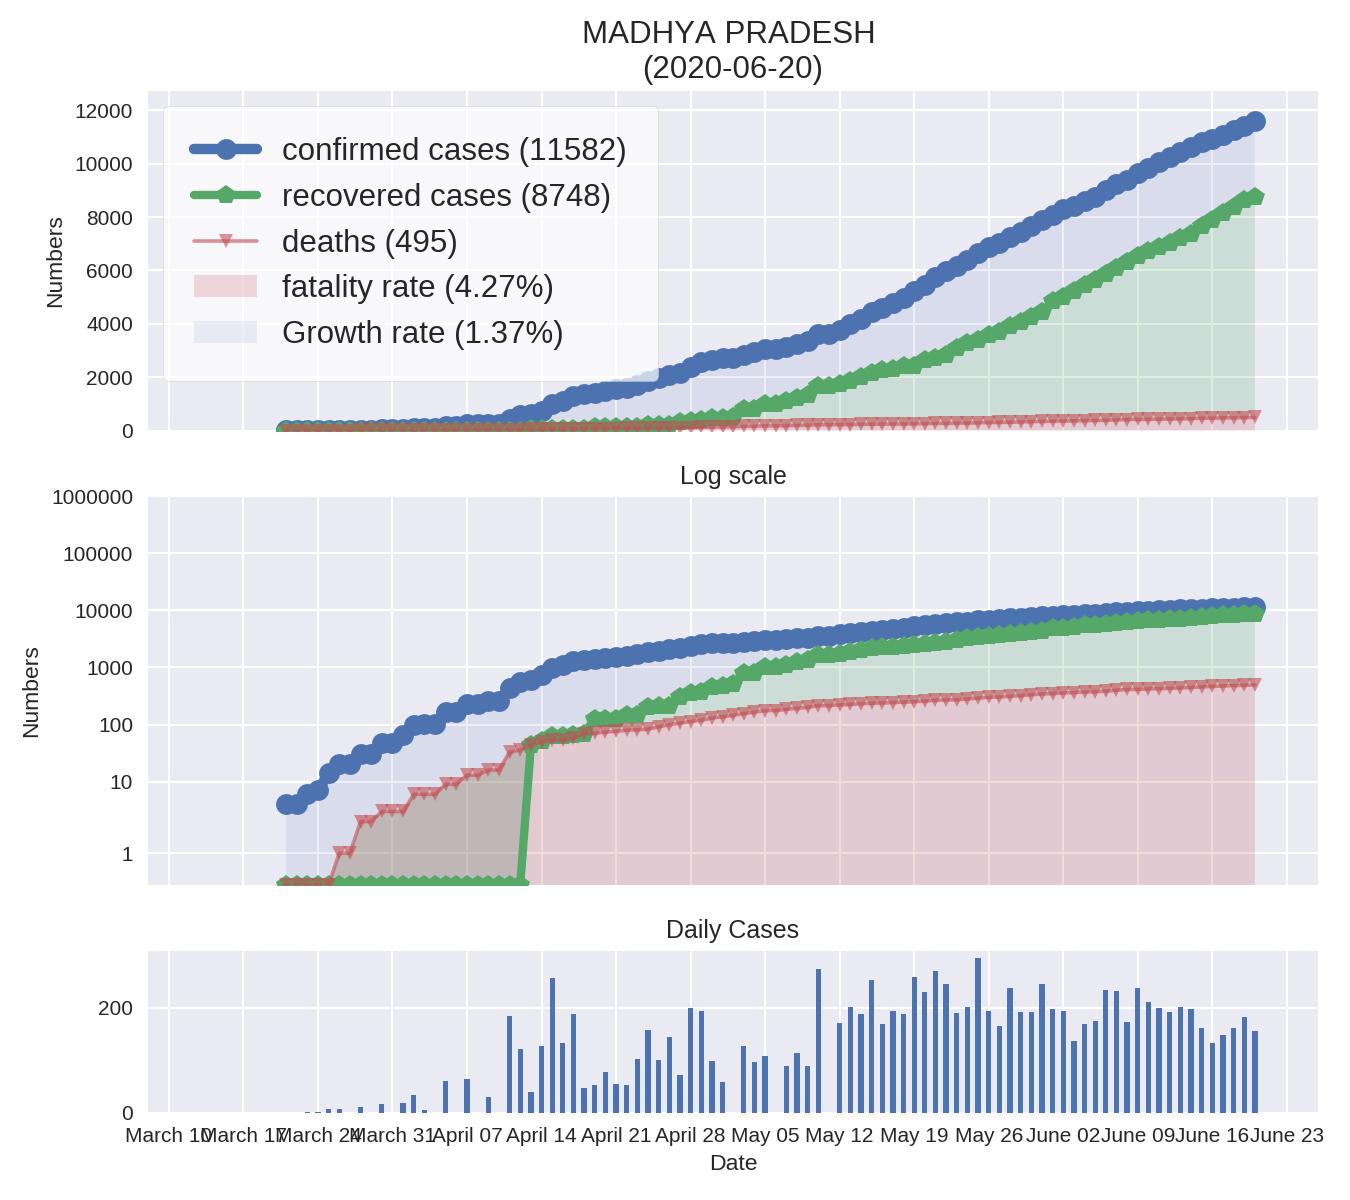 MADHYA PRADESH
(2020-06-20)
12000
10000
8000
6000
4000
2000
0
Numbers
confirmed cases (11582)
recovered cases (8748)
deaths (495)
fatality rate (4.27%)
Growth rate (1.37%)
Log scale
1000000
100000
10000
1000
100
10
1
Numbers
Daily Cases
200
0
March 10 March 17 March 24 March 31 April 07 April 14 April 21 April 28 May 05 May 12 May 19 May 26 June 02 June 09 June 16 June 23
Date